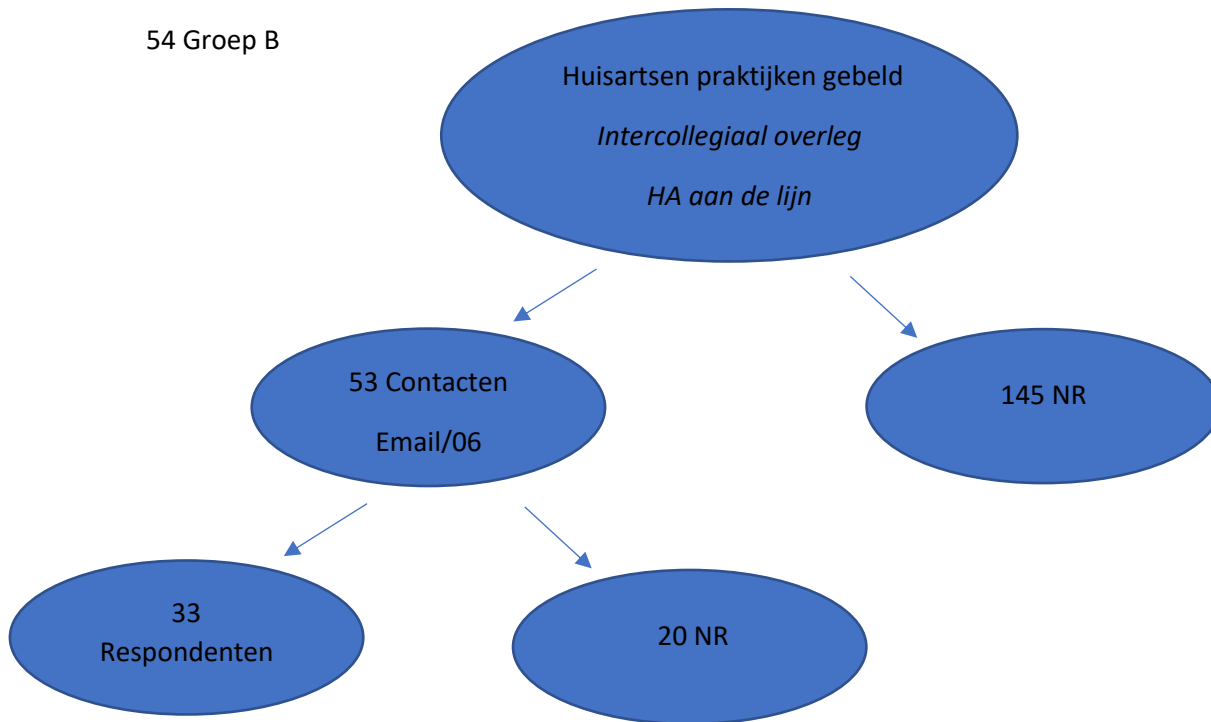 54 Groep B
Huisartsen praktijken gebeld
Intercollegiaal overleg
HA aan de lijn
53 Contacten
Email/06
145 NR
33
Respondenten
20 NR